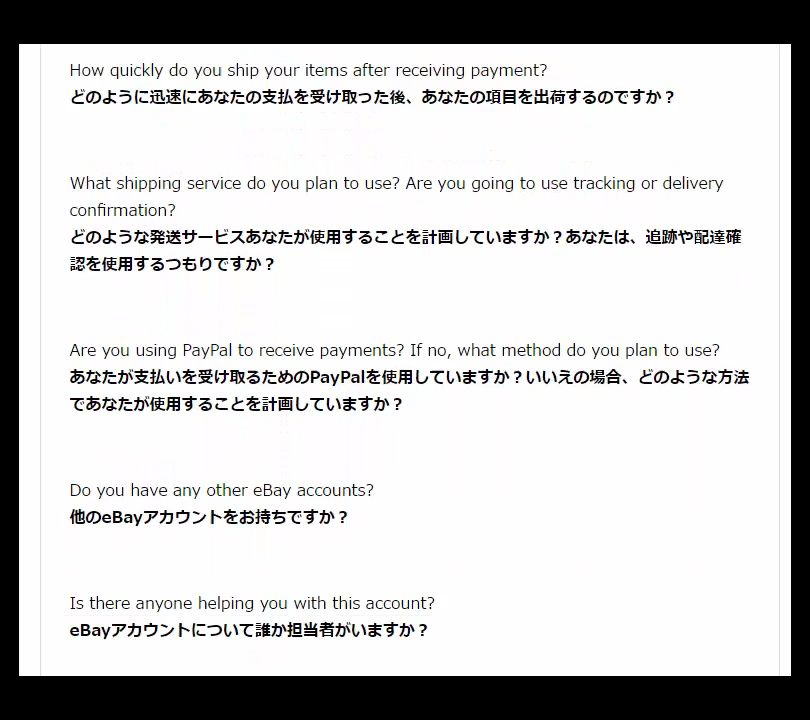 How quickly do you ship your items after receiving payment?
どのように迅速にあなたの支払を受け取った後、あなたの項目を出荷するのですか？
What shipping service do you plan to use? Are you going to use tracking or delivery
confirmation?
どのような発送サービスあなたが使用することを計画していますか？あなたは、追跡や配達確
認を使用するつもりですか？
Are you using PayPal to receive payments? If no, what method do you plan to use?
あなたが支払いを受け取るためのPayPalを使用していますか？いいえの場合、どのような方法
であなたが使用することを計画していますか？
Do you have any other eBay accounts?
他のeBayアカウントをお持ちですか？
Is there anyone helping you with this account?
eBayアカウントについて誰か担当者がいますか？